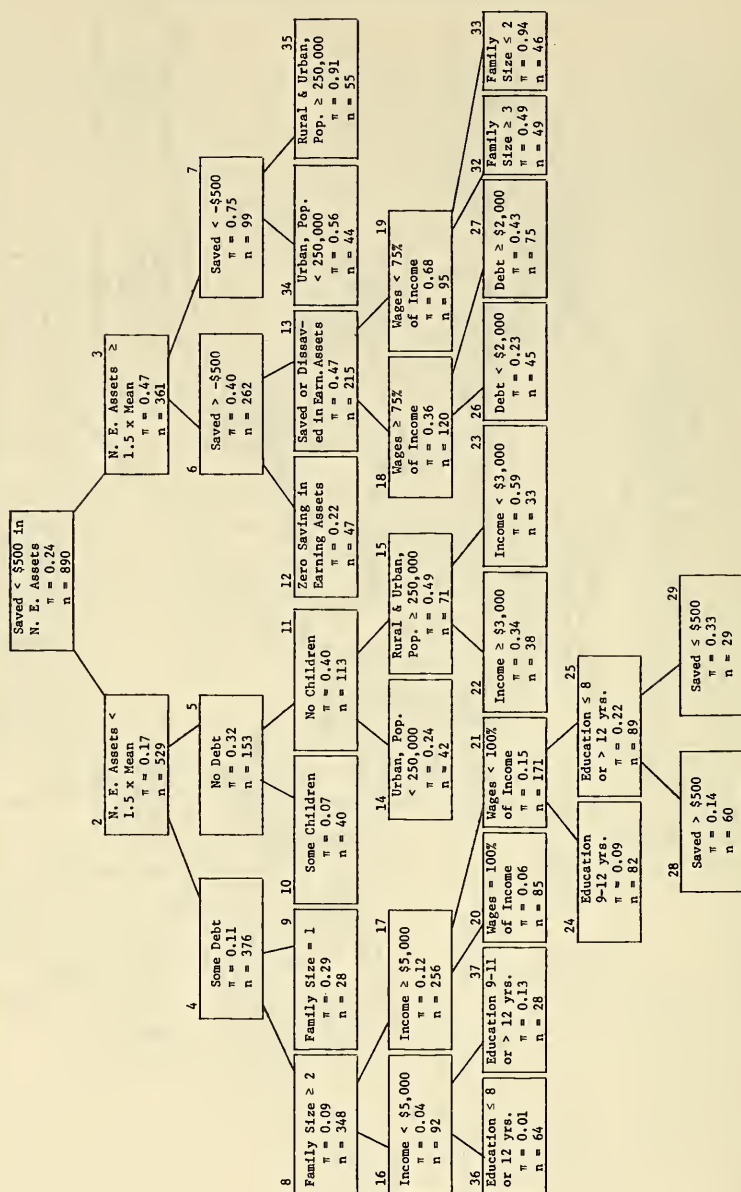 Saved < $500 in
N. E. Assets
π = 0.24
n = 890
2
N. E. Assets <
1.5 x Mean
π = 0.17
n = 529
3
N. E. Assets ≥
1.5 x Mean
π = 0.47
n = 361
4
Some Debt
π = 0.11
n = 376
5
No Debt
π = 0.32
n = 153
6
Saved > -$500
π = 0.40
n = 262
7
Saved < -$500
π = 0.75
n = 99
8
Family Size ≥ 2
π = 0.09
n = 348
9
Family Size = 1
π = 0.29
n = 28
10
Some Children
π = 0.07
n = 40
11
No Children
π = 0.40
n = 113
12
Zero Saving in
Earning Assets
π = 0.22
n = 47
13
Saved or Dissav-
ed in Earn. Assets
π = 0.47
n = 215
34
Urban, Pop.
< 250,000
π = 0.56
n = 44
35
Rural & Urban,
Pop. ≥ 250,000
π = 0.91
n = 55
16
Income < $5,000
π = 0.04
n = 92
17
Income ≥ $5,000
π = 0.12
n = 256
14
Urban, Pop.
< 250,000
π = 0.24
n = 42
15
Rural & Urban,
Pop. ≥ 250,000
π = 0.49
n = 71
18
Wages ≥ 75%
of Income
π = 0.36
n = 120
19
Wages < 75%
of Income
π = 0.68
n = 95
36
Education ≤ 8
or 12 yrs.
π = 0.01
n = 64
37
Education 9-11
or > 12 yrs.
π = 0.13
n = 28
20
Wages = 100%
of Income
π = 0.06
n = 85
21
Wages < 100%
of Income
π = 0.15
n = 171
22
Income ≥ $3,000
π = 0.34
n = 38
23
Income < $3,000
π = 0.59
n = 33
26
Debt < $2,000
π = 0.23
n = 45
27
Debt ≥ $2,000
π = 0.43
n = 75
32
Family
Size ≥ 3
π = 0.49
n = 49
33
Family
Size ≤ 2
π = 0.94
n = 46
24
Education
9-12 yrs.
π = 0.09
n = 82
25
Education ≤ 8
or > 12 yrs.
π = 0.22
n = 89
28
Saved > $500
π = 0.14
n = 60
29
Saved ≤ $500
π = 0.33
n = 29